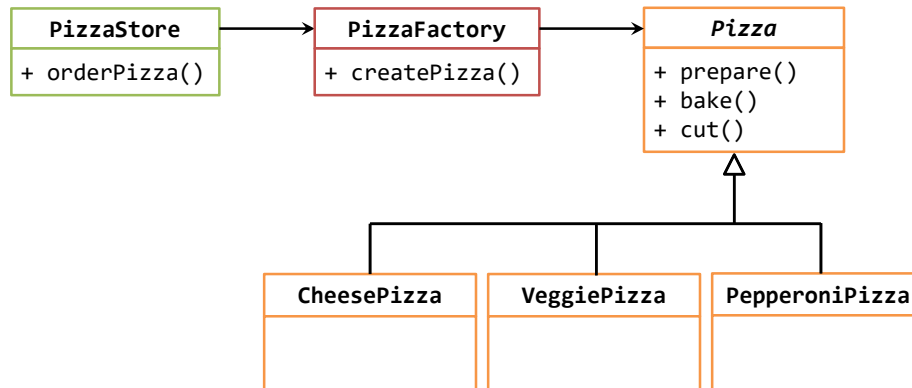 PizzaStore
+ orderPizza()
PizzaFactory
+ createPizza()
Pizza
+ prepare()
+ bake()
+ cut()
CheesePizza
VeggiePizza
PepperoniPizza